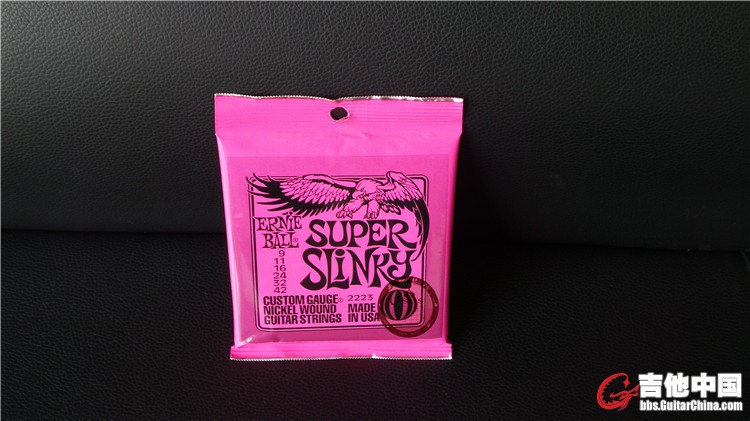 ERNIE
BALL®
SUPER
SLINKY
9
11
16
24
32
42
CUSTOM GAUGE® 2223
NICKEL WOUND MADE
GUITAR STRINGS IN USA
吉他中国
bbs.GuitarChina.com